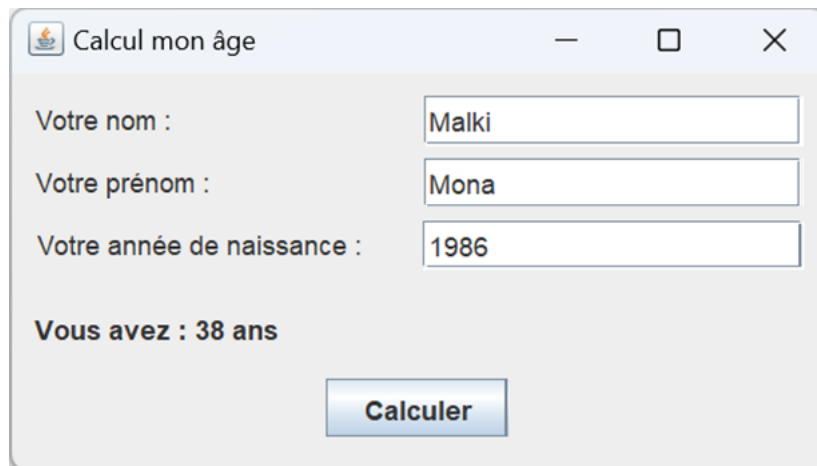 Calcul mon âge
Votre nom : Malki
Votre prénom : Mona
Votre année de naissance : 1986
Vous avez : 38 ans
Calculer